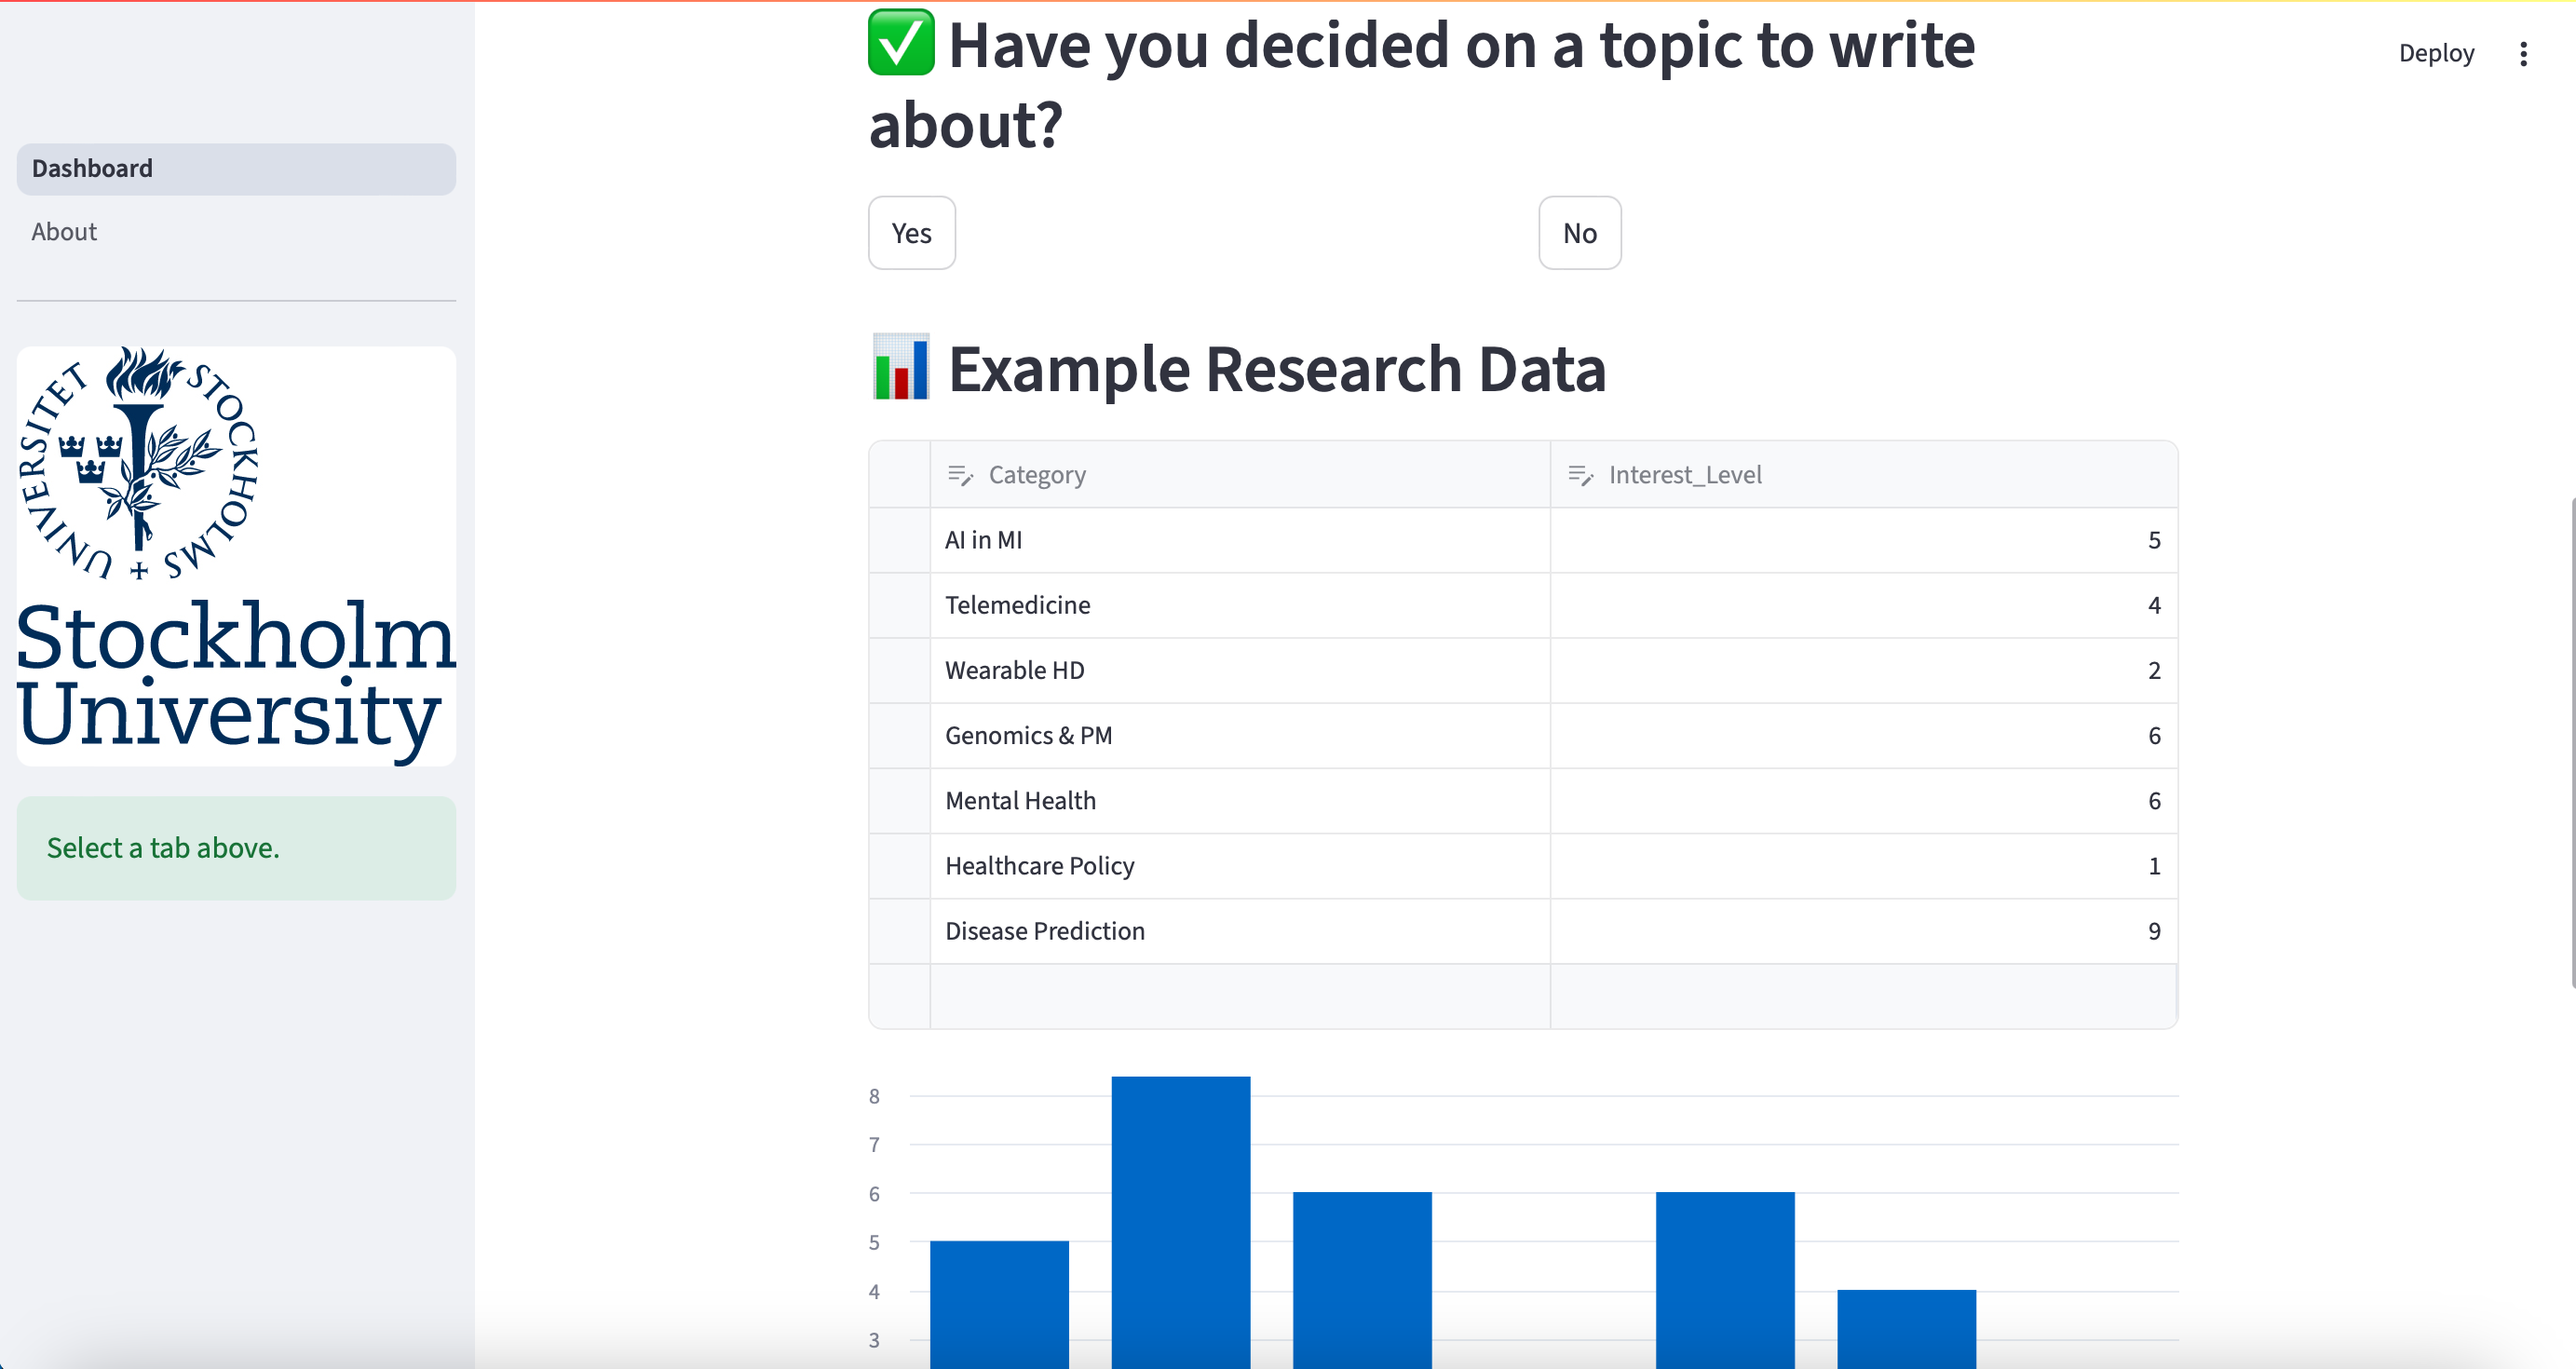 ✅ Have you decided on a topic to write
about?
Deploy
Dashboard
About
Yes
No
STOCKHOLMS UNIVERSITET
Stockholm
University
Select a tab above.
📊 Example Research Data
Category Interest_Level
AI in MI 5
Telemedicine 4
Wearable HD 2
Genomics & PM 6
Mental Health 6
Healthcare Policy 1
Disease Prediction 9
8
7
6
5
4
3